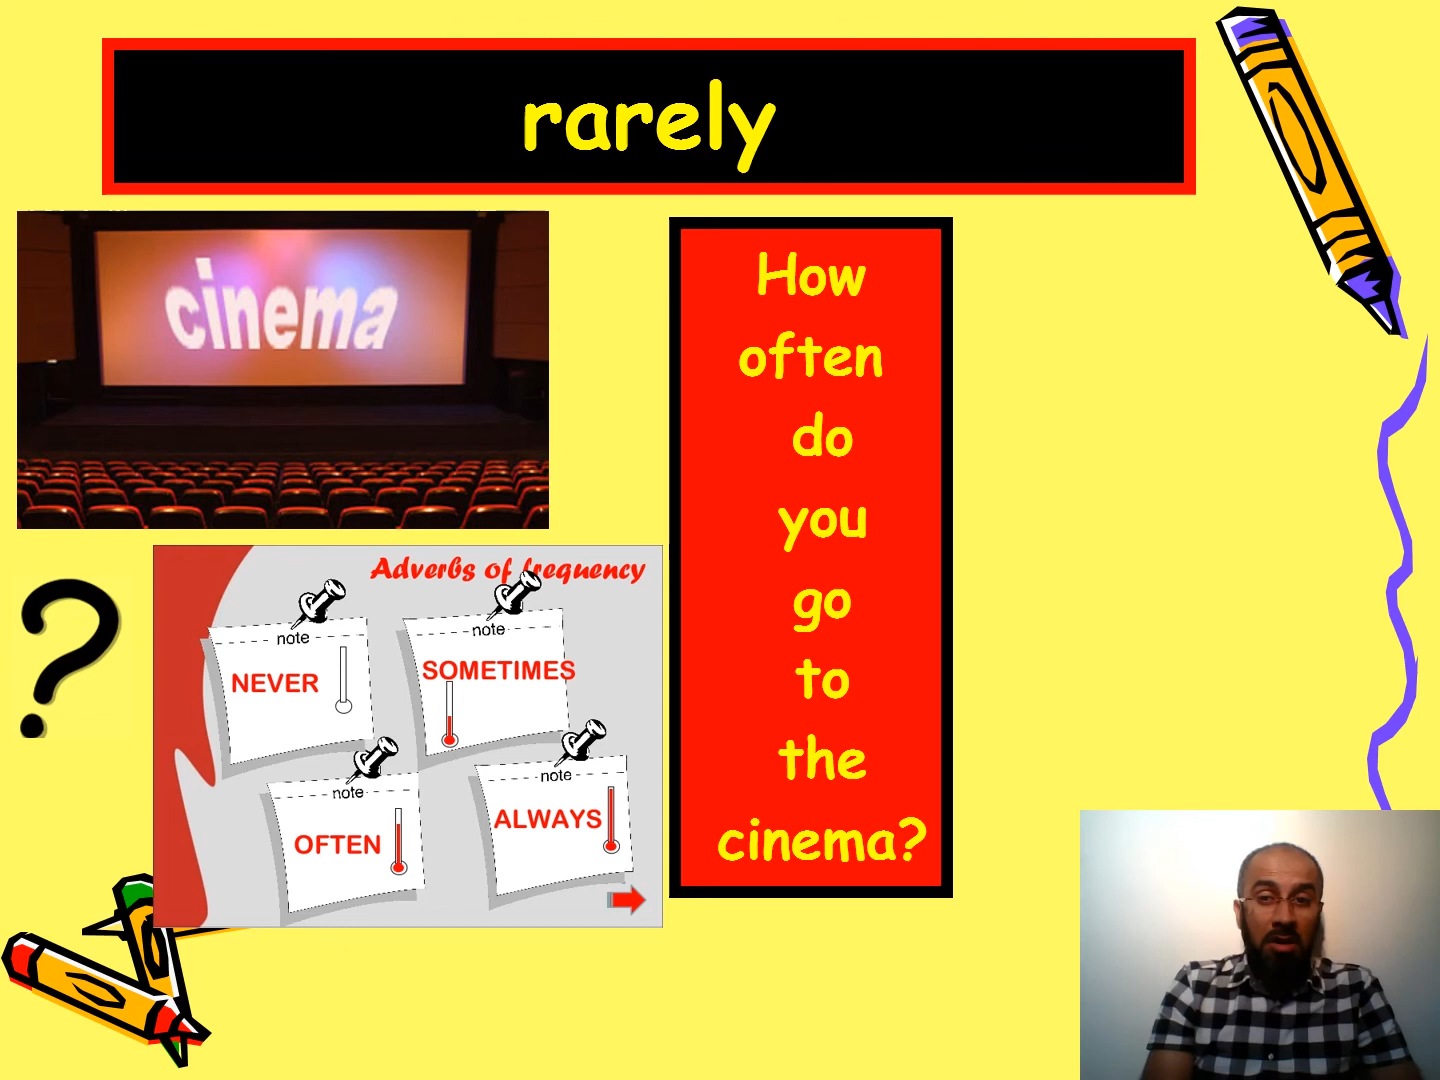 rarely
cinema
How
often
do
you
go
to
the
cinema?
?
Adverbs of frequency
note
NEVER
note
SOMETIMES
note
OFTEN
note
ALWAYS